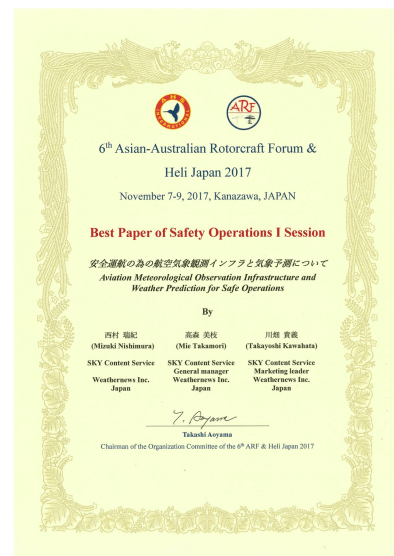 AHS
INTERNATIONAL
ARF
6th Asian-Australian Rotorcraft Forum &
Heli Japan 2017
November 7-9, 2017, Kanazawa, JAPAN
Best Paper of Safety Operations I Session
安全運航の為の航空気象観測インフラと気象予測について
Aviation Meteorological Observation Infrastructure and
Weather Prediction for Safe Operations
By
西村 瑞紀 高森 美枝 川畑 貴義
(Mizuki Nishimura) (Mie Takamori) (Takayoshi Kawahata)
SKY Content Service SKY Content Service SKY Content Service
General manager Marketing leader
Weathernews Inc. Weathernews Inc. Weathernews Inc.
Japan Japan Japan
T. Aoyama
Takashi Aoyama
Chairman of the Organization Committee of the 6th ARF & Heli Japan 2017